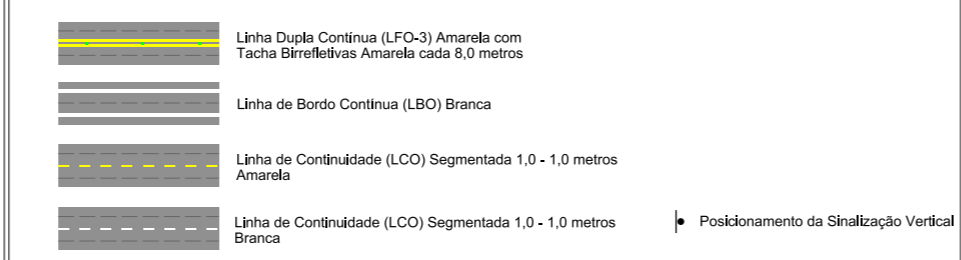 Linha Dupla Contínua (LFO-3) Amarela com
Tacha Birrefletivas Amarela cada 8,0 metros
Linha de Bordo Contínua (LBO) Branca
Linha de Continuidade (LCO) Segmentada 1,0 - 1,0 metros
Amarela
Linha de Continuidade (LCO) Segmentada 1,0 - 1,0 metros
Branca
Posicionamento da Sinalização Vertical